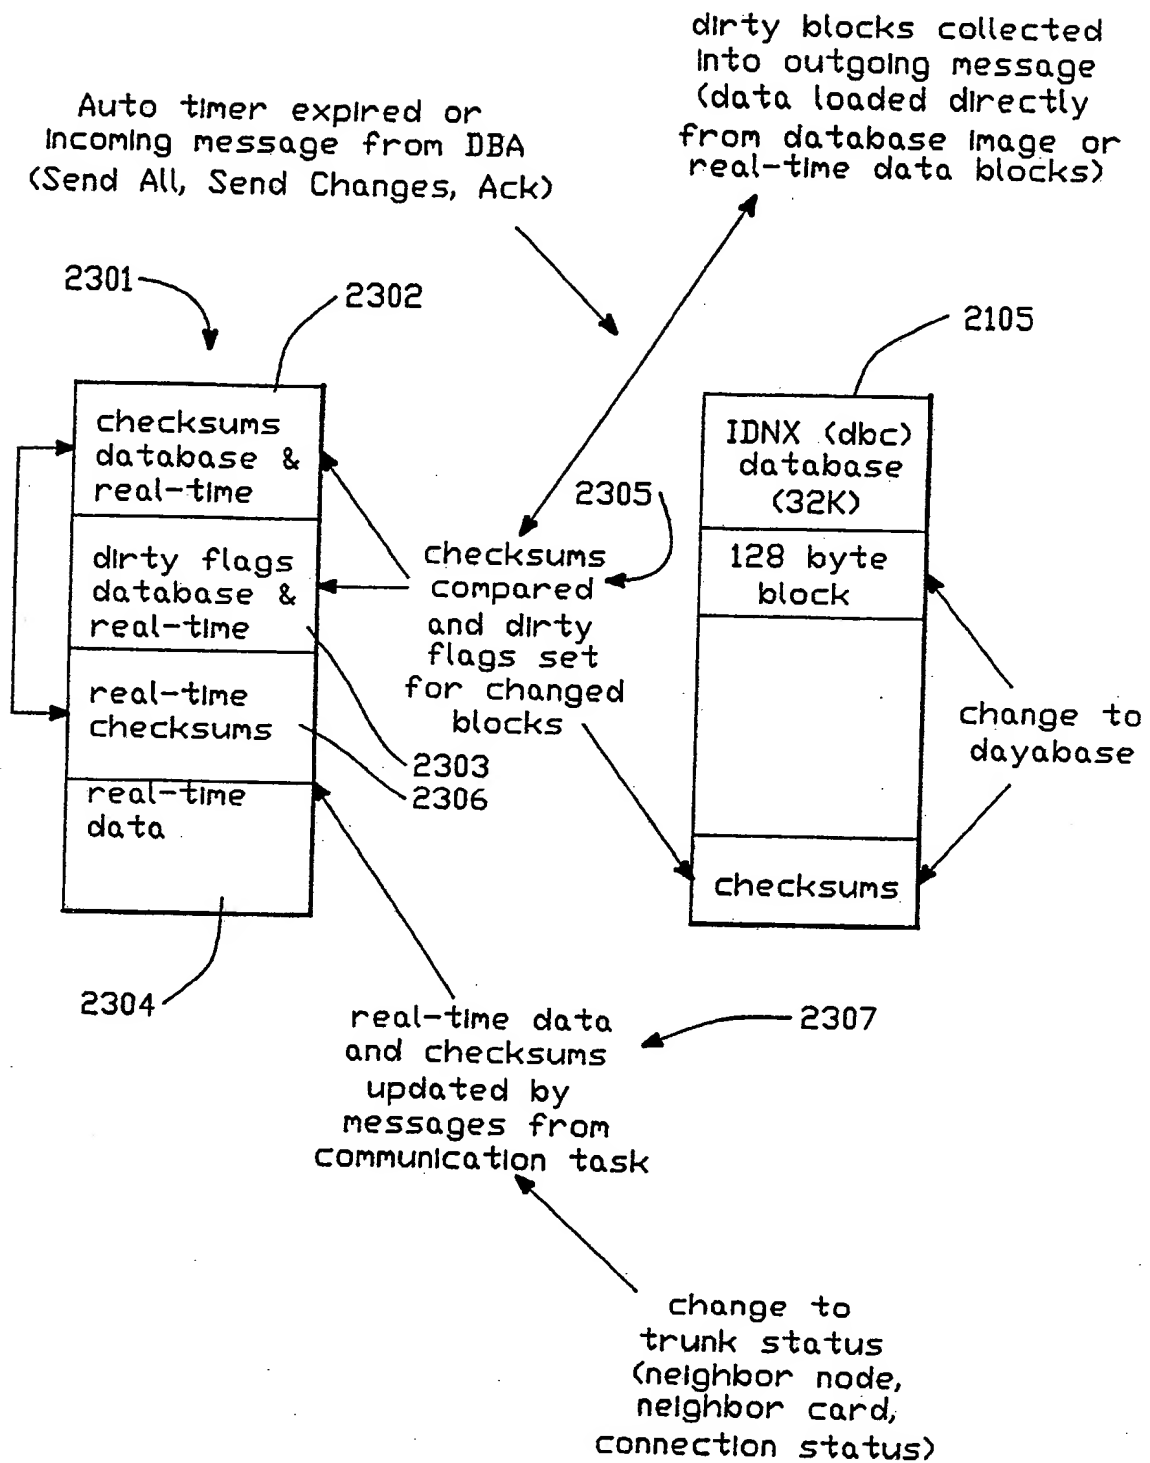 dirty blocks collected
into outgoing message
(data loaded directly
from database image or
real-time data blocks)
Auto timer expired or
incoming message from DBA
(Send All, Send Changes, Ack)
2301
2302
2105
checksums
database &
real-time
dirty flags
database &
real-time
real-time
checksums
real-time
data
2305
checksums
compared
and dirty
flags set
for changed
blocks
2303
2306
IDNX (dbc)
database
(32K)
128 byte
block
checksums
change to
dayabase
2304
real-time data
and checksums
updated by
messages from
communication task
2307
change to
trunk status
(neighbor node,
neighbor card,
connection status)